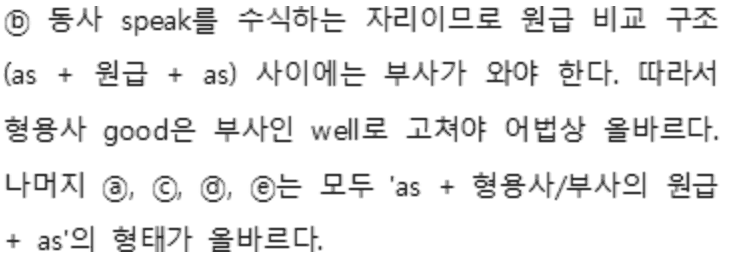 ⓑ 동사 speak를 수식하는 자리이므로 원급 비교 구조
(as + 원급 + as) 사이에는 부사가 와야 한다. 따라서
형용사 good은 부사인 well로 고쳐야 어법상 올바르다.
나머지 ⓐ, ⓒ, ⓓ, ⓔ는 모두 'as + 형용사/부사의 원급
+ as'의 형태가 올바르다.